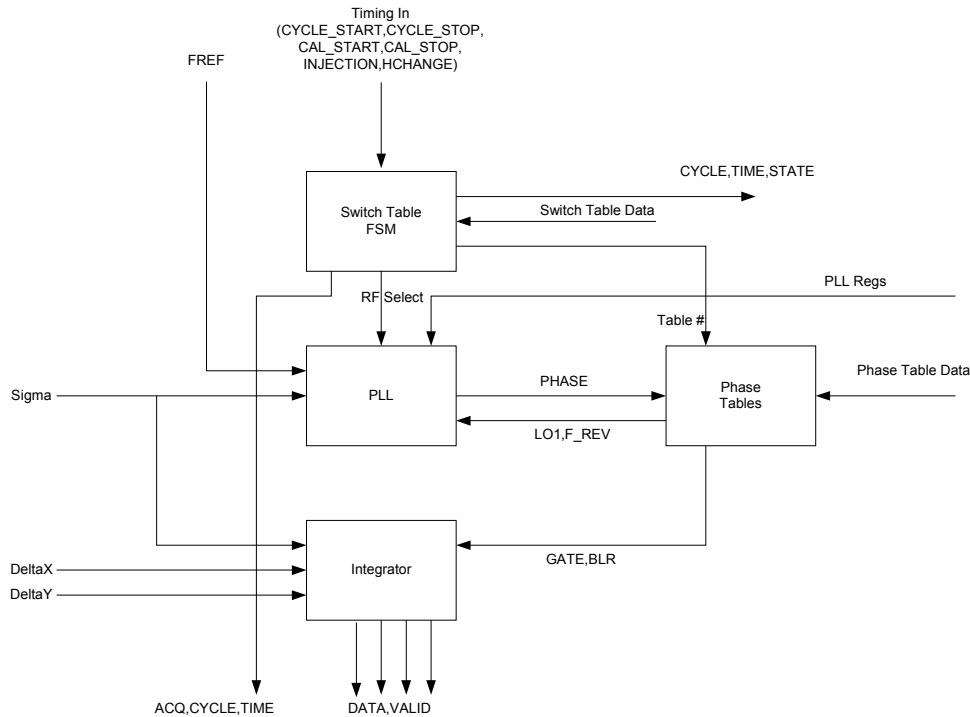 Timing In
(CYCLE_START,CYCLE_STOP,
CAL_START,CAL_STOP,
INJECTION,HCHANGE)
FREF
CYCLE,TIME,STATE
Switch Table
FSM
Switch Table Data
RF Select
PLL Regs
Table #
Phase Table Data
PHASE
Phase
Tables
Sigma
PLL
LO1,F_REV
GATE,BLR
DeltaX
Integrator
DeltaY
ACQ,CYCLE,TIME
DATA,VALID